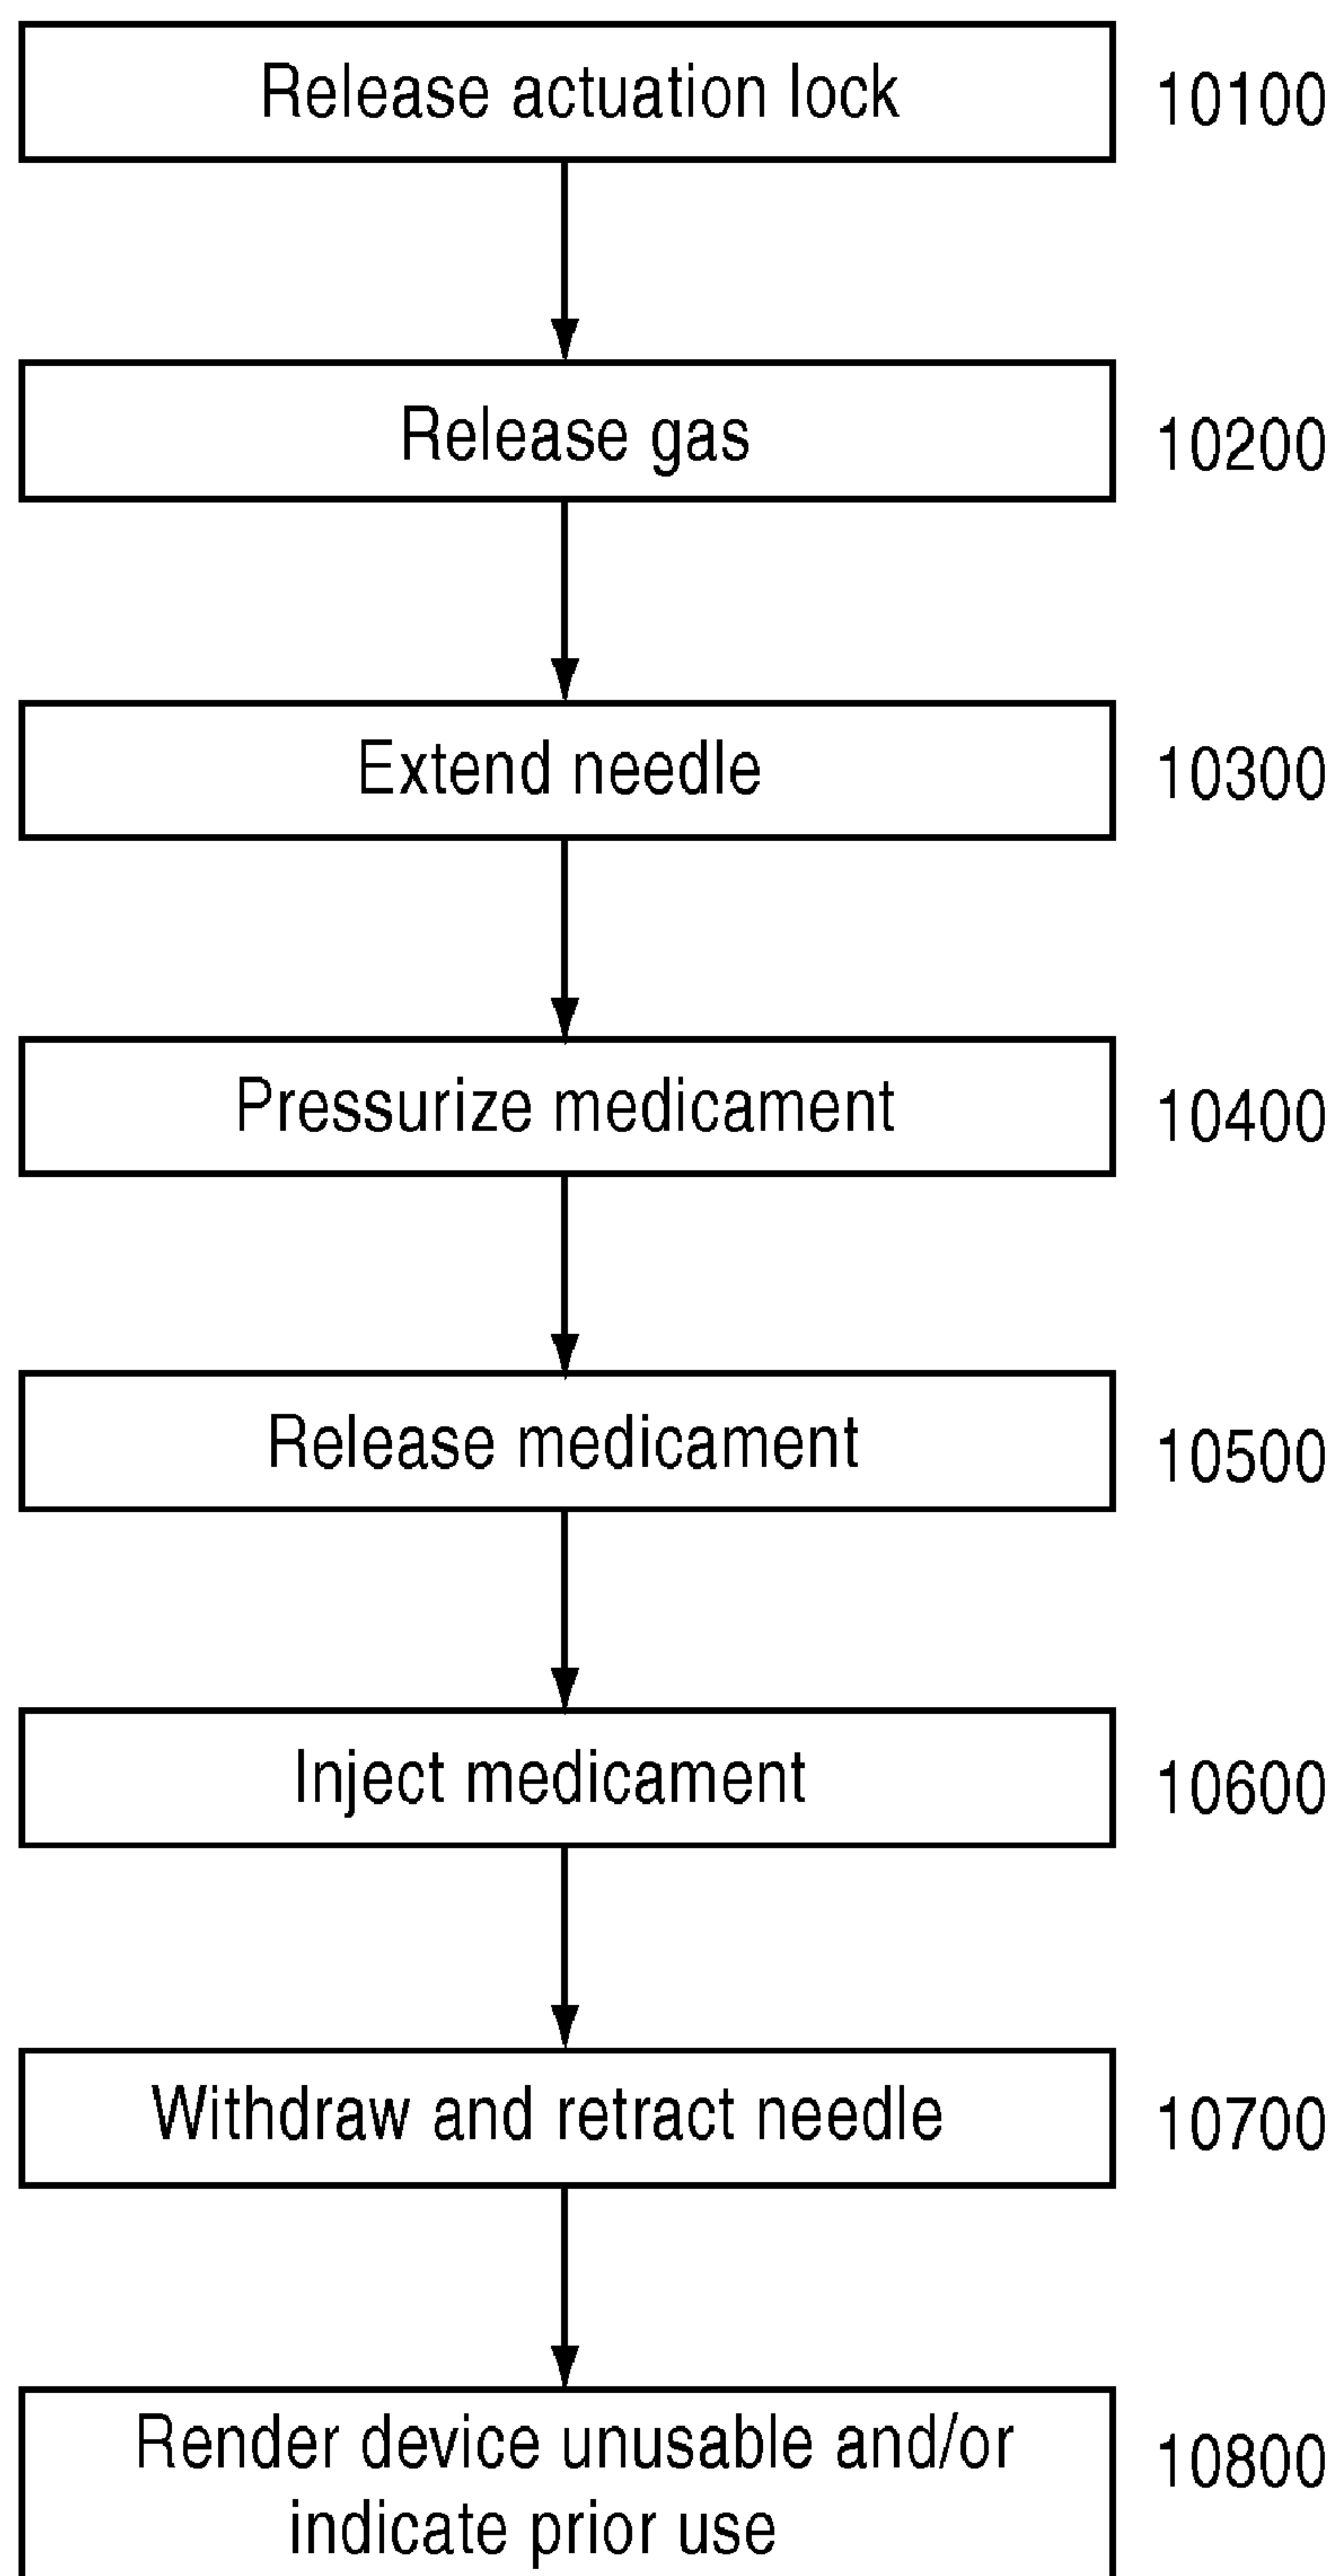 Release actuation lock 10100
Release gas 10200
Extend needle 10300
Pressurize medicament 10400
Release medicament 10500
Inject medicament 10600
Withdraw and retract needle 10700
Render device unusable and/or 10800
indicate prior use